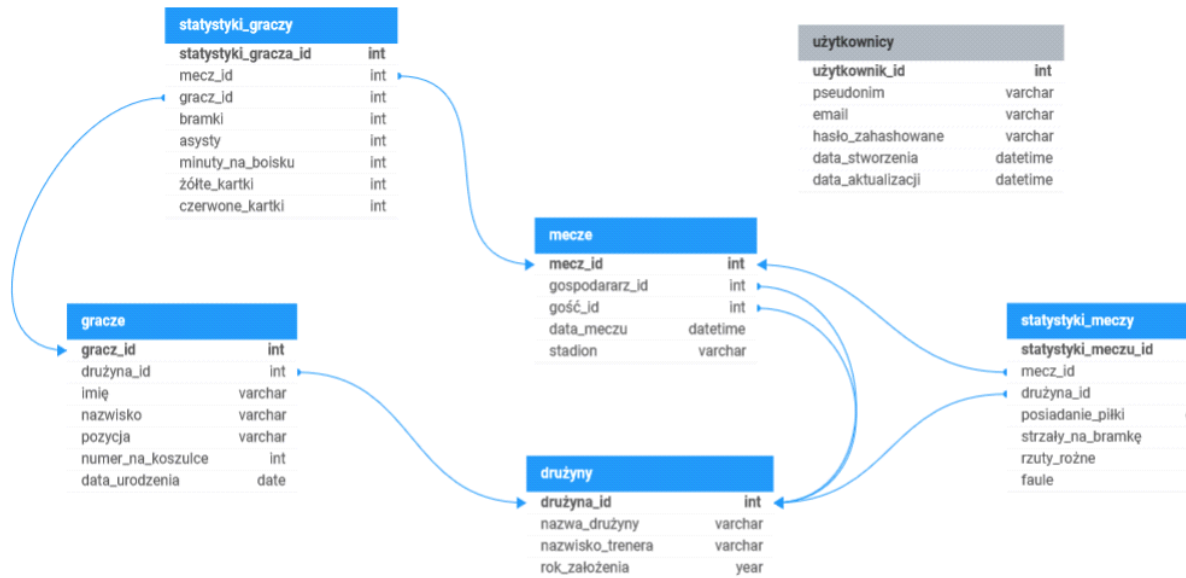 statystyki_graczy
statystyki_gracza_id int
mecz_id int
gracz_id int
bramki int
asysty int
minuty_na_boisku int
żółte_kartki int
czerwone_kartki int
użytkownicy
użytkownik_id int
pseudonim varchar
email varchar
hasło_zahashowane varchar
data_stworzenia datetime
data_aktualizacji datetime
mecze
mecz_id int
gospodararz_id int
gość_id int
data_meczu datetime
stadion varchar
gracze
gracz_id int
drużyna_id int
imię varchar
nazwisko varchar
pozycja varchar
numer_na_koszulce int
data_urodzenia date
statystyki_meczy
statystyki_meczu_id
mecz_id
drużyna_id
posiadanie_piłki
strzały_na_bramkę
rzuty_rożne
faule
drużyny
drużyna_id int
nazwa_drużyny varchar
nazwisko_trenera varchar
rok_założenia year